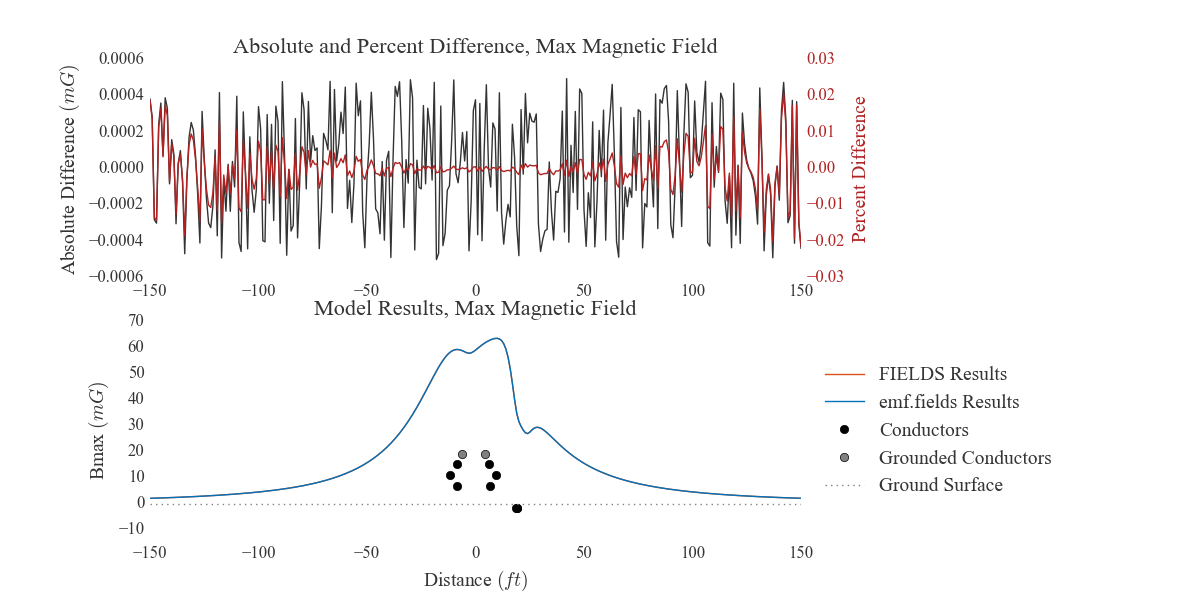 Absolute and Percent Difference, Max Magnetic Field
0.0006
0.0004
0.0002
0.0000
−0.0002
−0.0004
−0.0006
Absolute Difference (mG)
0.03
0.02
0.01
0.00
−0.01
−0.02
−0.03
Percent Difference
−150 −100 −50 0 50 100 150
Model Results, Max Magnetic Field
70
60
50
40
30
20
10
0
−10
Bmax (mG)
−150 −100 −50 0 50 100 150
Distance (ft)
FIELDS Results
emf.fields Results
Conductors
Grounded Conductors
Ground Surface